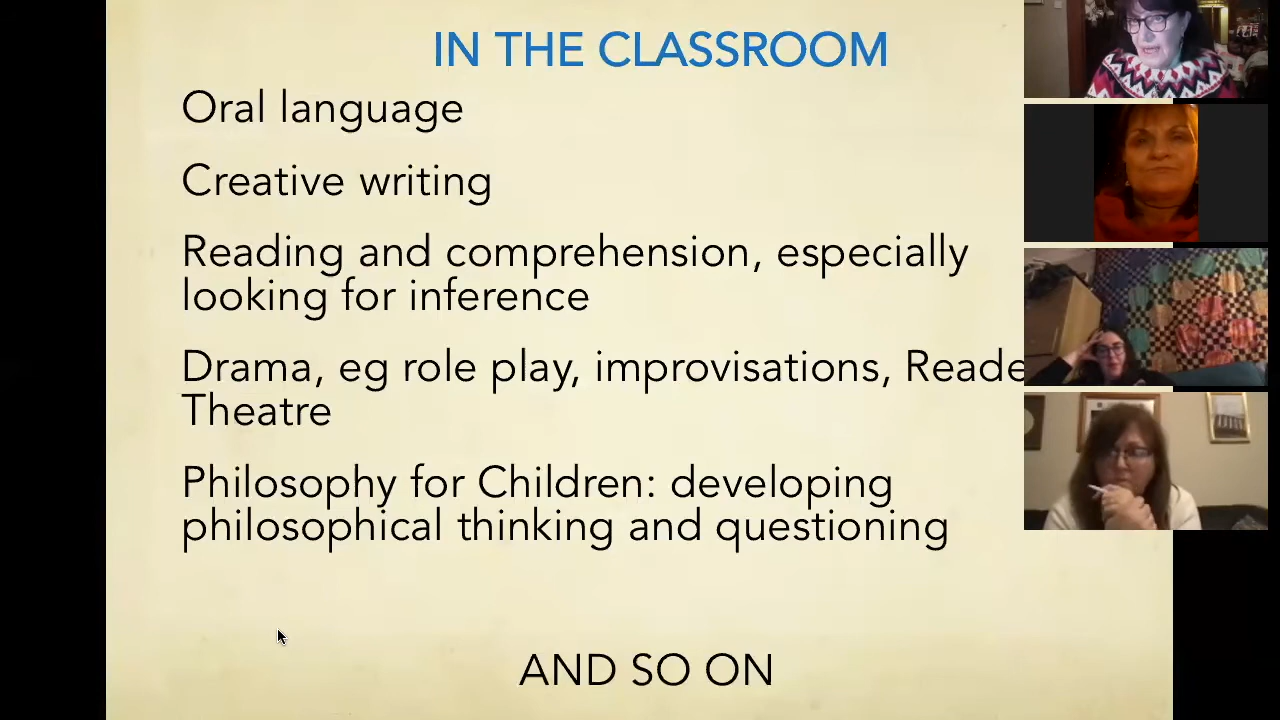 IN THE CLASSROOM
Oral language
Creative writing
Reading and comprehension, especially
looking for inference
Drama, eg role play, improvisations, Reade
Theatre
Philosophy for Children: developing
philosophical thinking and questioning
AND SO ON